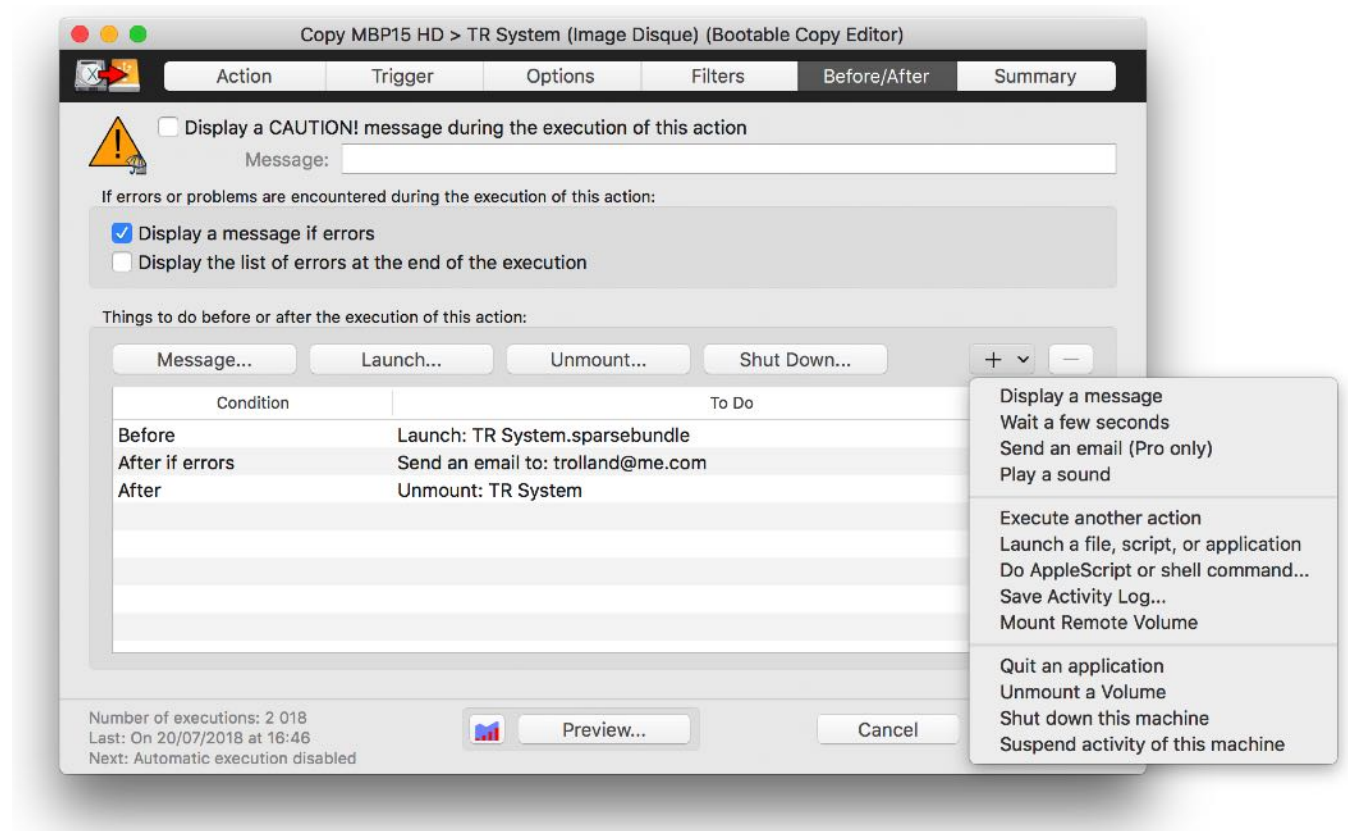 Copy MBP15 HD > TR System (Image Disque) (Bootable Copy Editor)
Action Trigger Options Filters Before/After Summary
Display a CAUTION! message during the execution of this action
Message:
If errors or problems are encountered during the execution of this action:
Display a message if errors
Display the list of errors at the end of the execution
Things to do before or after the execution of this action:
Message... Launch... Unmount... Shut Down... + −
Condition To Do
Before Launch: TR System.sparsebundle
After if errors Send an email to: trolland@me.com
After Unmount: TR System
Display a message
Wait a few seconds
Send an email (Pro only)
Play a sound
Execute another action
Launch a file, script, or application
Do AppleScript or shell command...
Save Activity Log...
Mount Remote Volume
Quit an application
Unmount a Volume
Shut down this machine
Suspend activity of this machine
Number of executions: 2 018
Last: On 20/07/2018 at 16:46
Next: Automatic execution disabled
Preview... Cancel